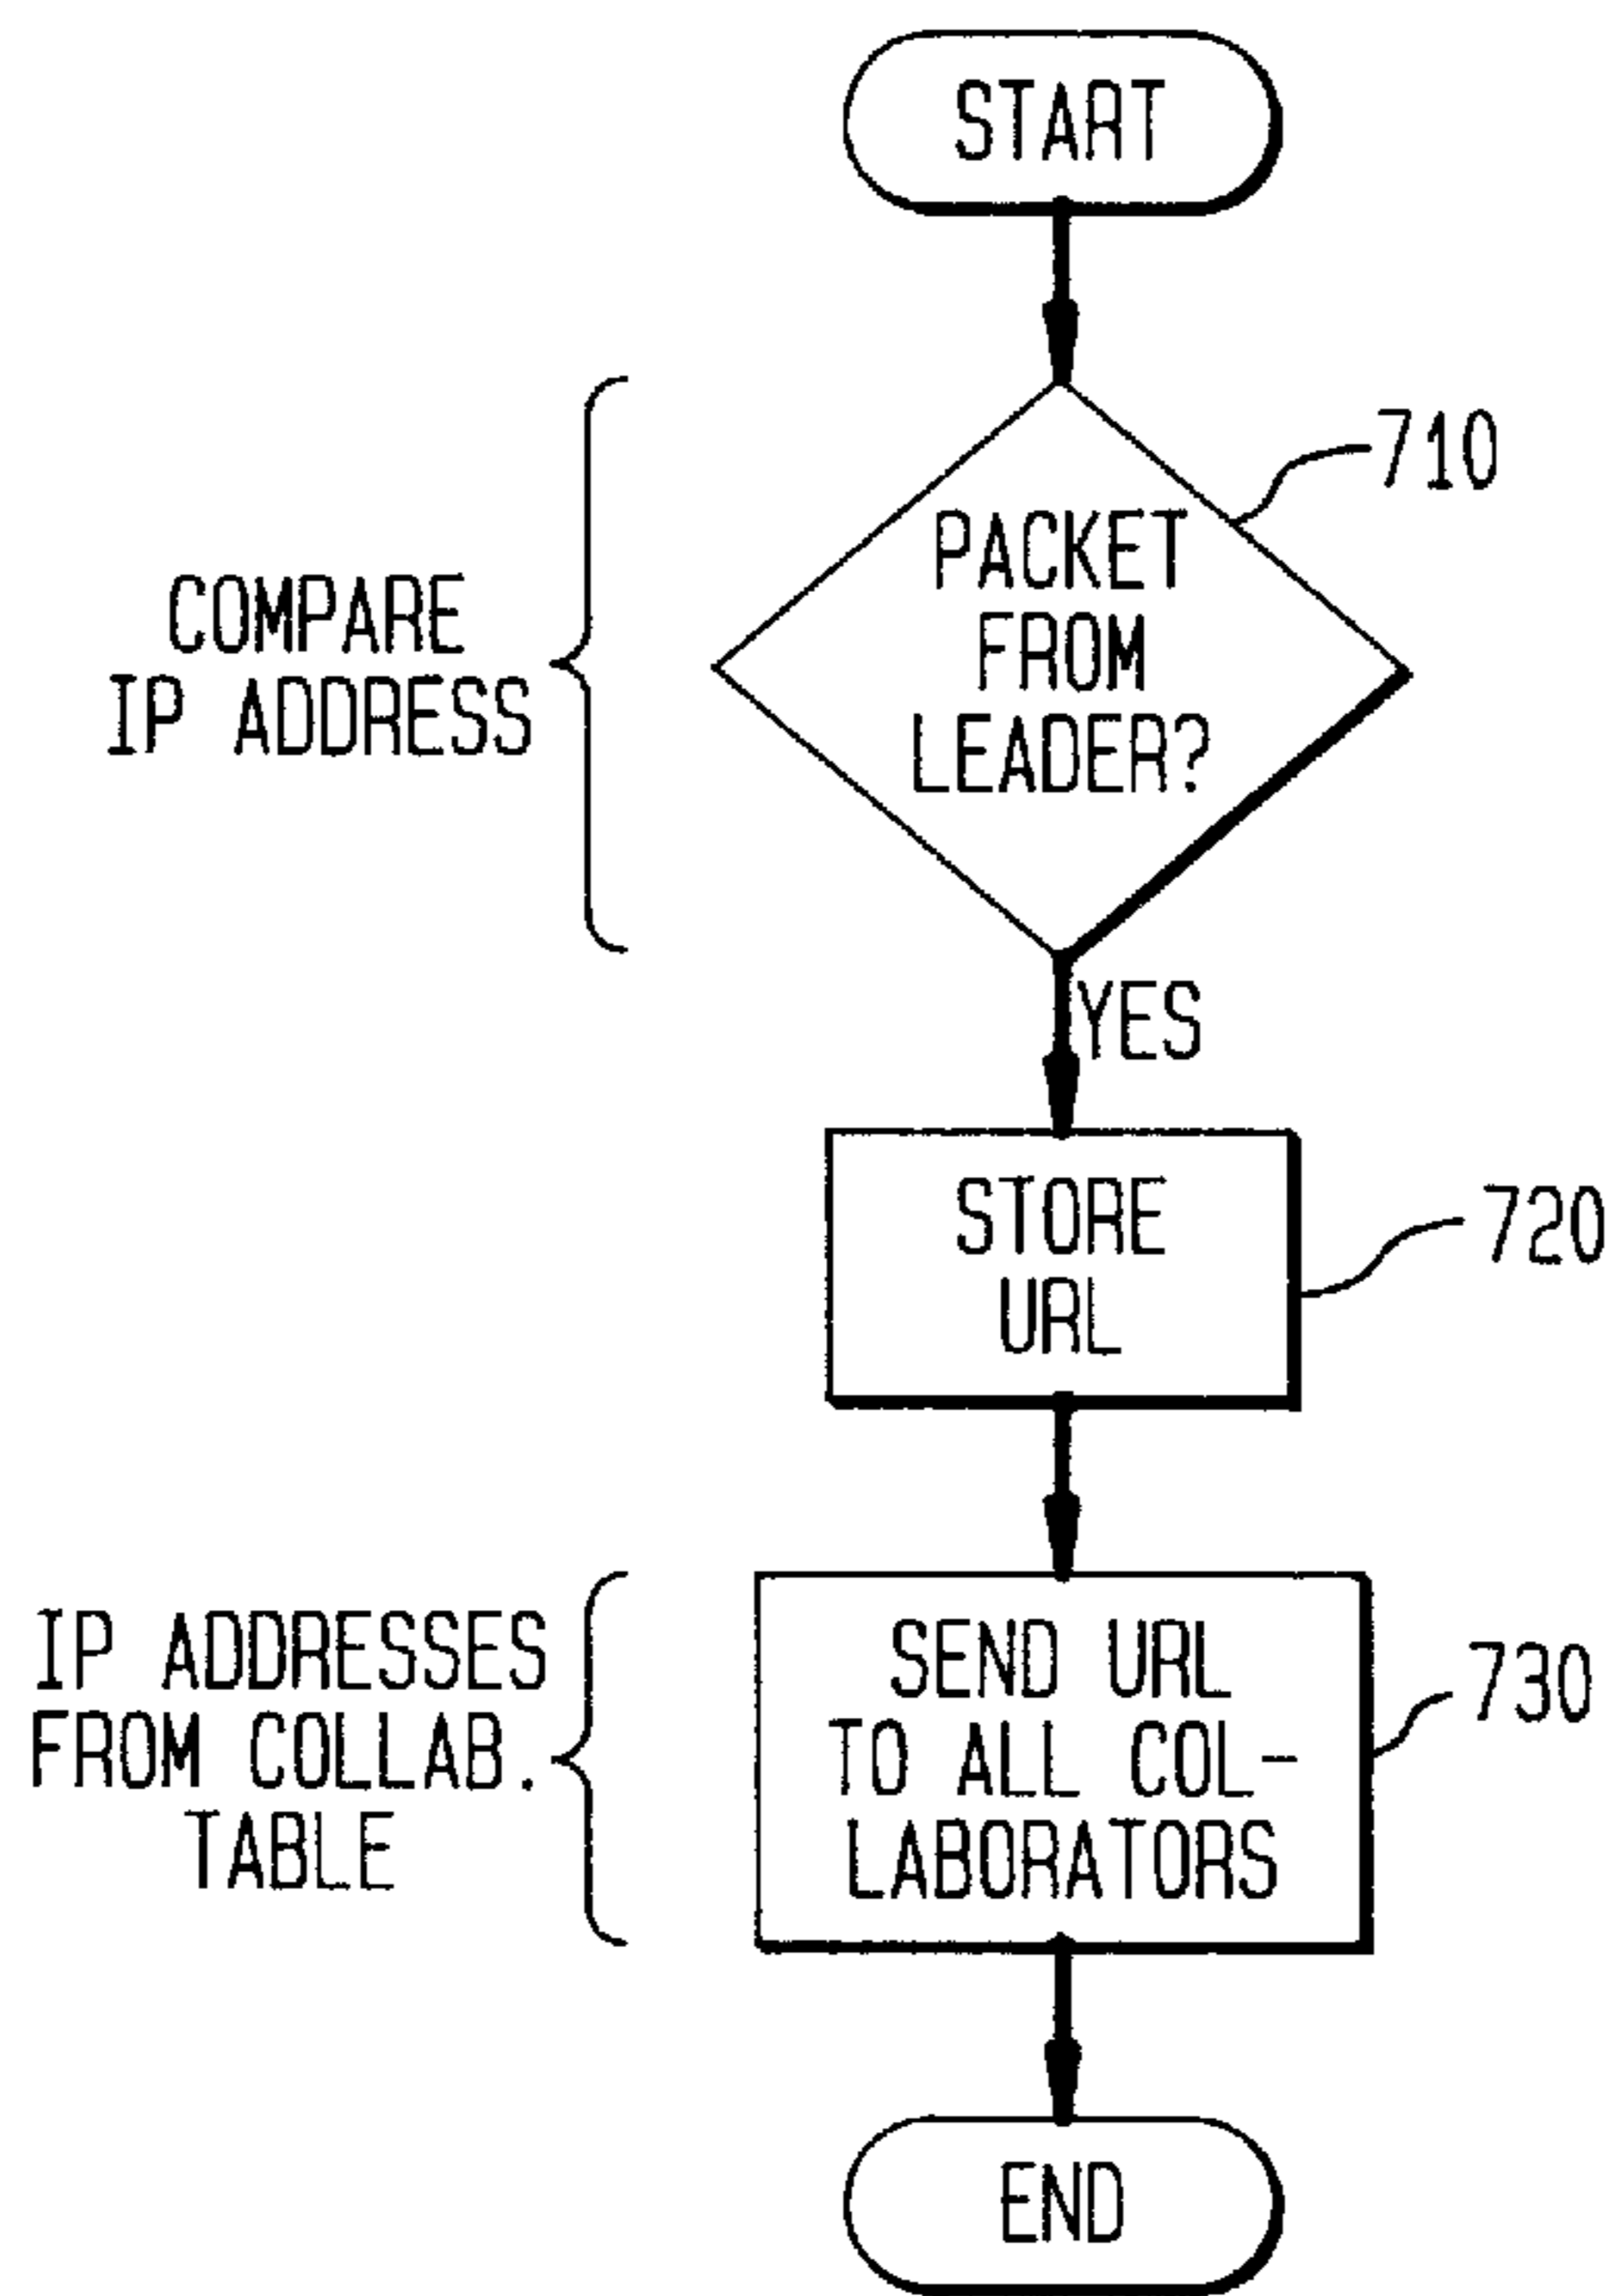 START
710
COMPARE
IP ADDRESS
PACKET
FROM
LEADER?
YES
STORE
URL
720
IP ADDRESSES
FROM COLLAB.
TABLE
SEND URL
TO ALL COL-
LABORATORS
730
END